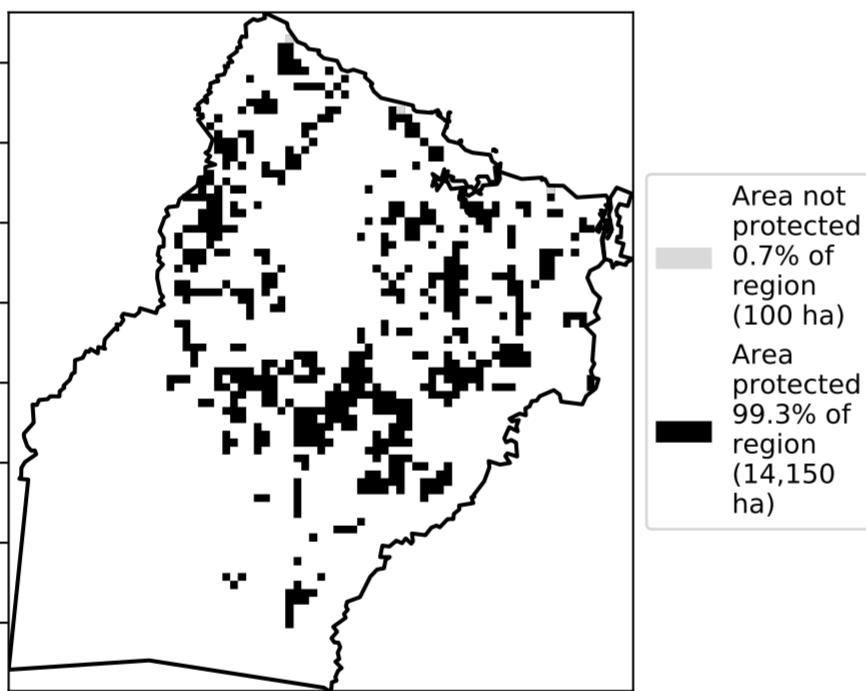 Area not
protected
0.7% of
region
(100 ha)
Area
protected
99.3% of
region
(14,150
ha)